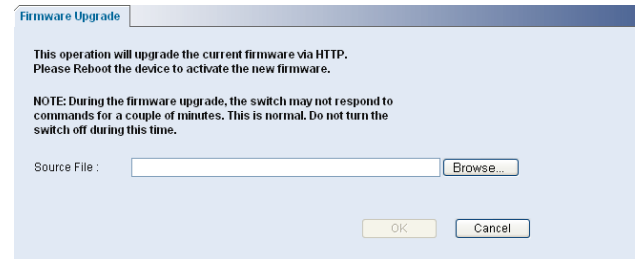 Firmware Upgrade
This operation will upgrade the current firmware via HTTP.
Please Reboot the device to activate the new firmware.
NOTE: During the firmware upgrade, the switch may not respond to
commands for a couple of minutes. This is normal. Do not turn the
switch off during this time.
Source File : Browse...
OK Cancel